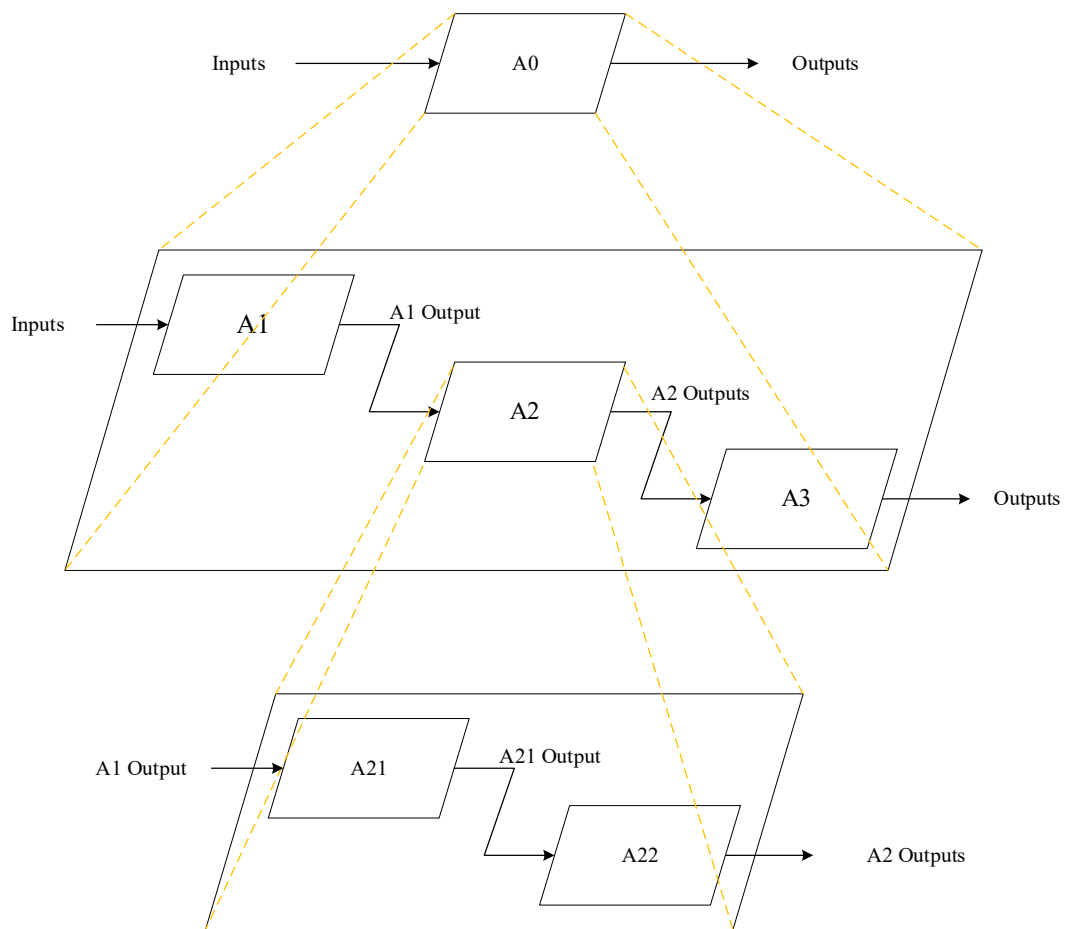 Inputs
A0
Outputs
Inputs
A1
A1 Output
A2
A2 Outputs
A3
Outputs
A1 Output
A21
A21 Output
A22
A2 Outputs